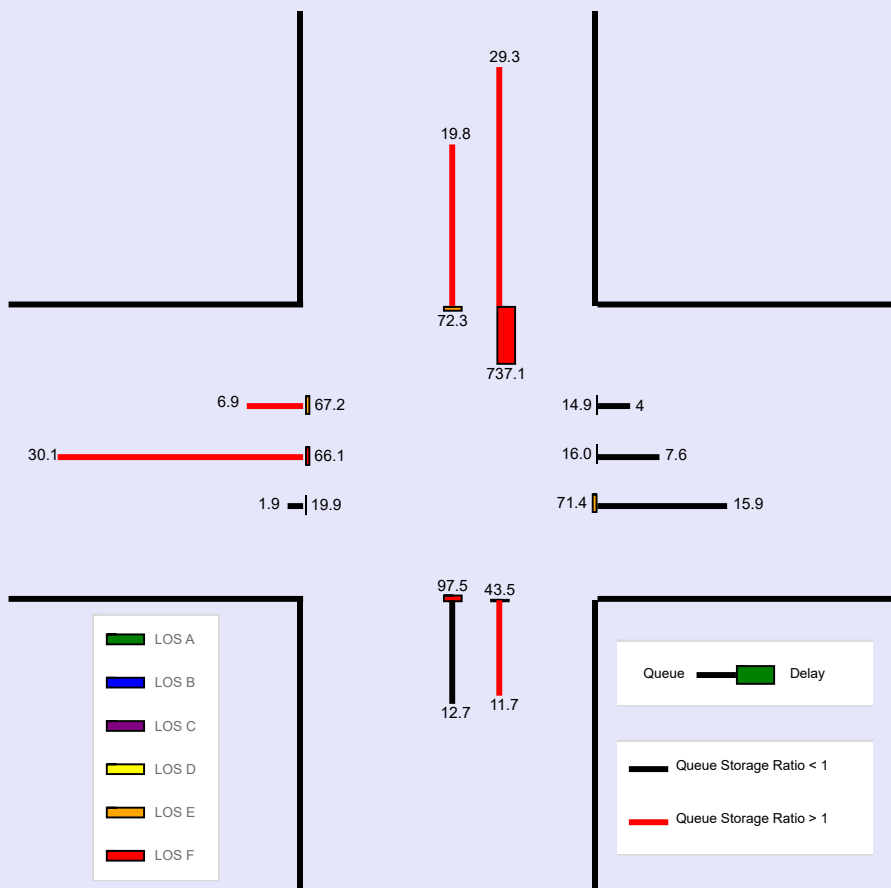 29.3
19.8
72.3
737.1
6.9
67.2
14.9
4
30.1
66.1
16.0
7.6
1.9
19.9
71.4
15.9
97.5
43.5
12.7
11.7
LOS A
LOS B
LOS C
LOS D
LOS E
LOS F
Queue
Delay
Queue Storage Ratio < 1
Queue Storage Ratio > 1